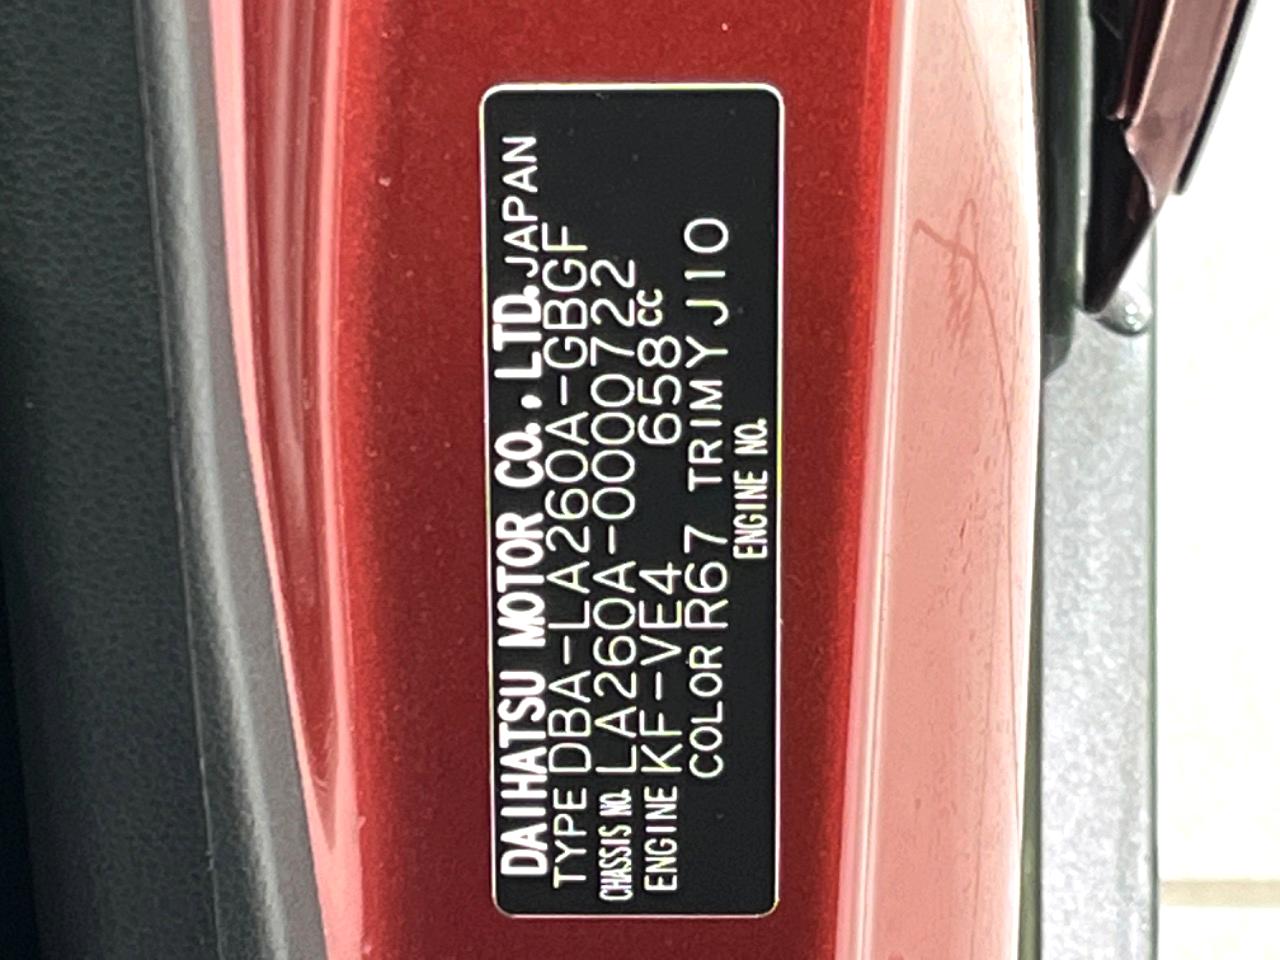 DAIHATSU MOTOR CO., LTD. JAPAN
TYPE DBA-LA260A-GBGF
CHASSIS NO. LA260A-0000722
ENGINE KF-VE4 658cc
COLOR R67 TRIM YJ10
ENGINE NO.